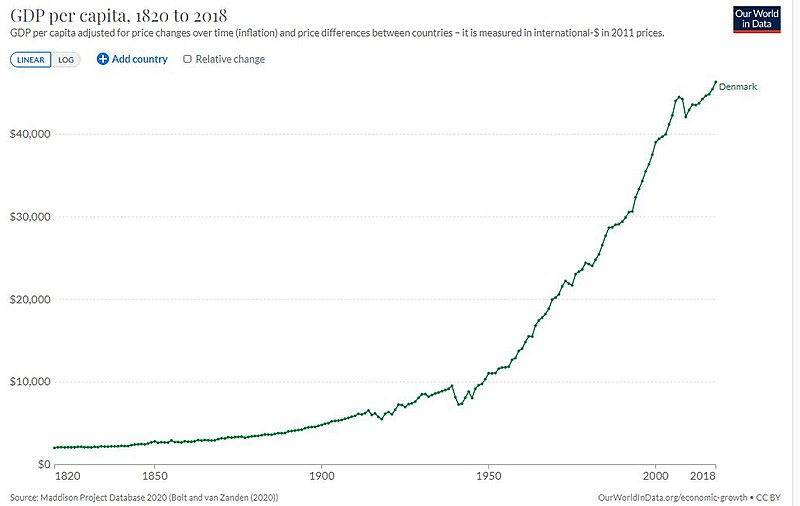 GDP per capita, 1820 to 2018
GDP per capita adjusted for price changes over time (inflation) and price differences between countries – it is measured in international-$ in 2011 prices.
Our World
in Data
LINEAR LOG Add country Relative change
Denmark
$40,000
$30,000
$20,000
$10,000
$0
1820 1850 1900 1950 2000 2018
Source: Maddison Project Database 2020 (Bolt and van Zanden (2020)) OurWorldInData.org/economic-growth • CC BY